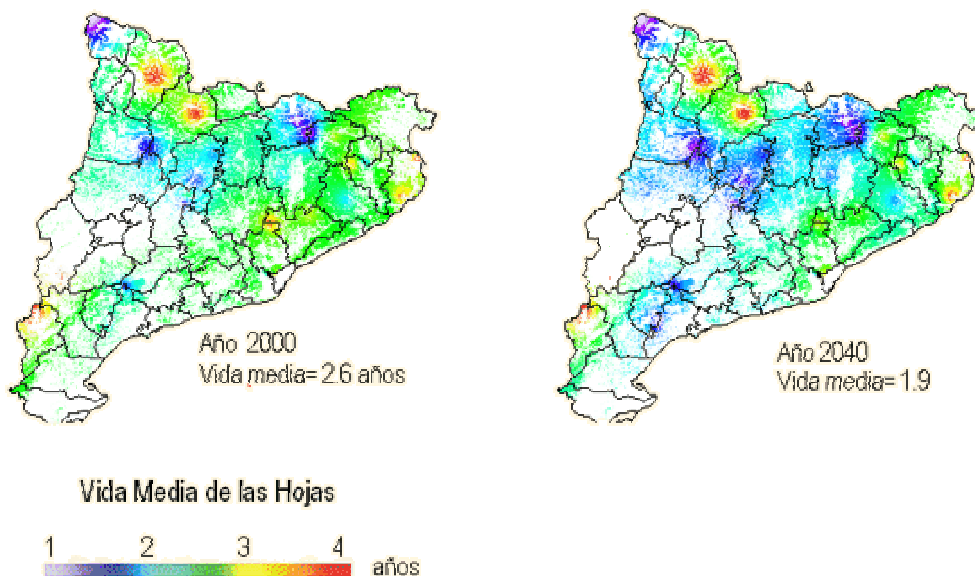 Año 2000
Vida media= 2.6 años
Año 2040
Vida media= 1.9
Vida Media de las Hojas
1 2 3 4 años